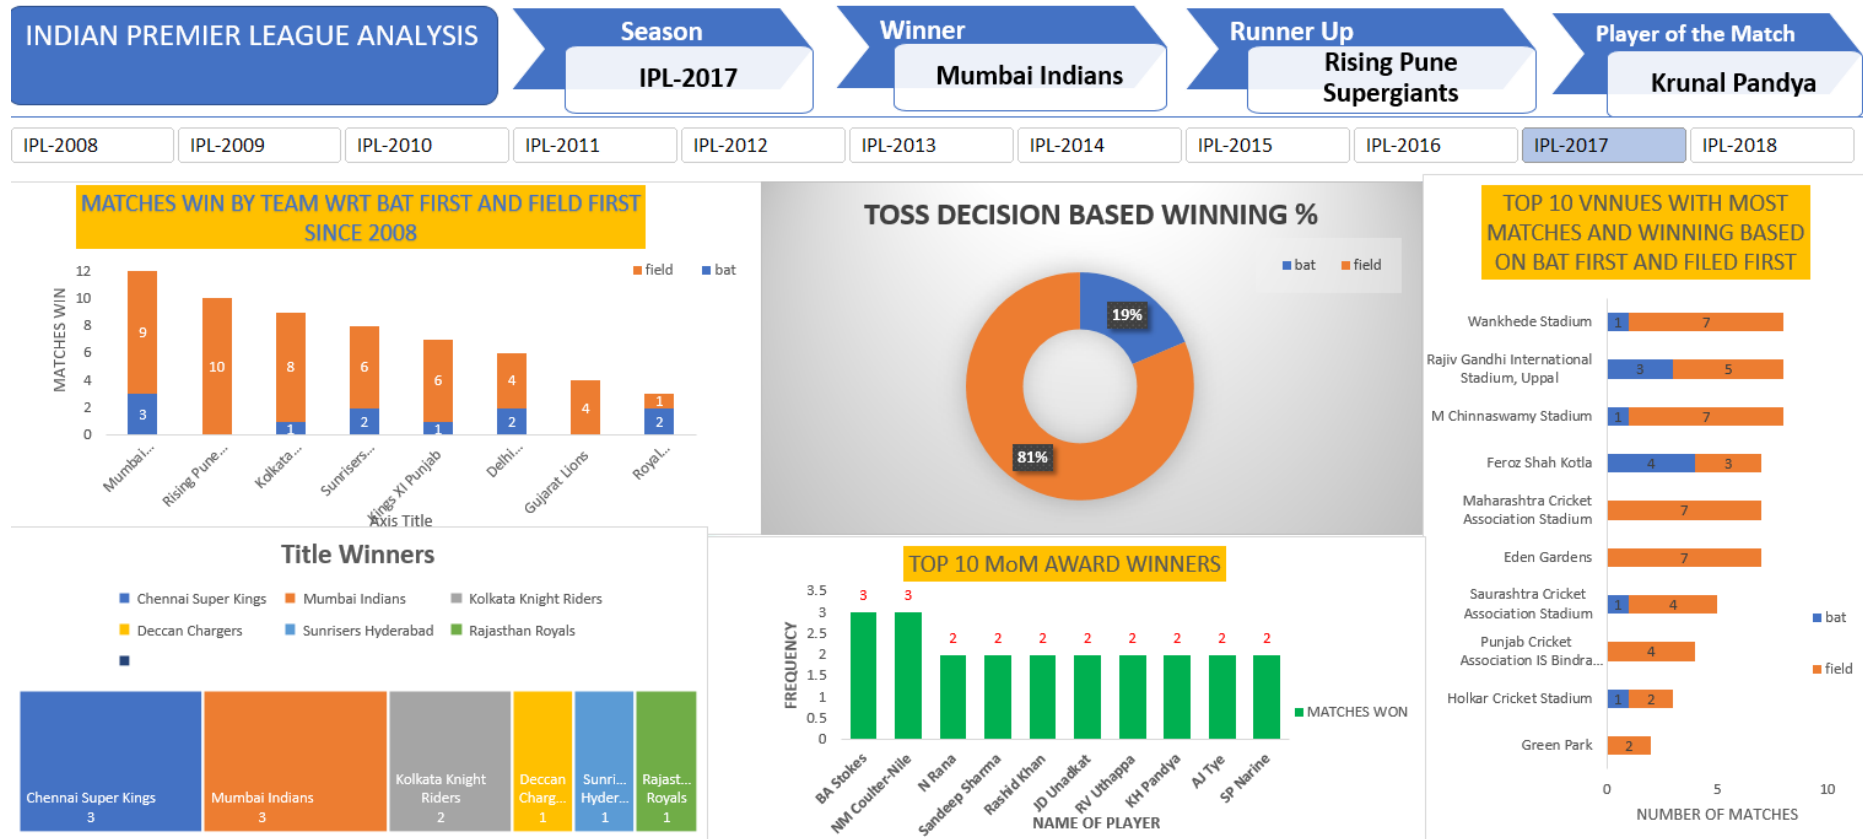 INDIAN PREMIER LEAGUE ANALYSIS
Season
IPL-2017
Winner
Mumbai Indians
Runner Up
Rising Pune
Supergiants
Player of the Match
Krunal Pandya
IPL-2008
IPL-2009
IPL-2010
IPL-2011
IPL-2012
IPL-2013
IPL-2014
IPL-2015
IPL-2016
IPL-2017
IPL-2018
MATCHES WIN BY TEAM WRT BAT FIRST AND FIELD FIRST
SINCE 2008
field bat
MATCHES WIN
12
10
8
6
4
2
0
9
3
10
8
1
6
2
6
1
4
2
4
1
2
Mumbai...
Rising Pune...
Kolkata...
Sunrisers...
Kings XI Punjab
Delhi...
Gujarat Lions
Royal...
Axis Title
TOSS DECISION BASED WINNING %
bat field
19%
81%
TOP 10 VNNUES WITH MOST
MATCHES AND WINNING BASED
ON BAT FIRST AND FILED FIRST
Wankhede Stadium
1 7
Rajiv Gandhi International
Stadium, Uppal
3 5
M Chinnaswamy Stadium
1 7
Feroz Shah Kotla
4 3
Maharashtra Cricket
Association Stadium
7
Eden Gardens
7
Saurashtra Cricket
Association Stadium
1 4
Punjab Cricket
Association IS Bindra...
4
Holkar Cricket Stadium
1 2
Green Park
2
0 5 10
NUMBER OF MATCHES
bat
field
Title Winners
Chennai Super Kings Mumbai Indians Kolkata Knight Riders
Deccan Chargers Sunrisers Hyderabad Rajasthan Royals
Chennai Super Kings
3
Mumbai Indians
3
Kolkata Knight
Riders
2
Deccan
Charg...
1
Sunri...
Hyder...
1
Rajast...
Royals
1
TOP 10 MoM AWARD WINNERS
FREQUENCY
3.5
3
2.5
2
1.5
1
0.5
0
3 3 2 2 2 2 2 2 2 2
BA Stokes
NM Coulter-Nile
N Rana
Sandeep Sharma
Rashid Khan
JD Unadkat
RV Uthappa
KH Pandya
AJ Tye
SP Narine
NAME OF PLAYER
MATCHES WON